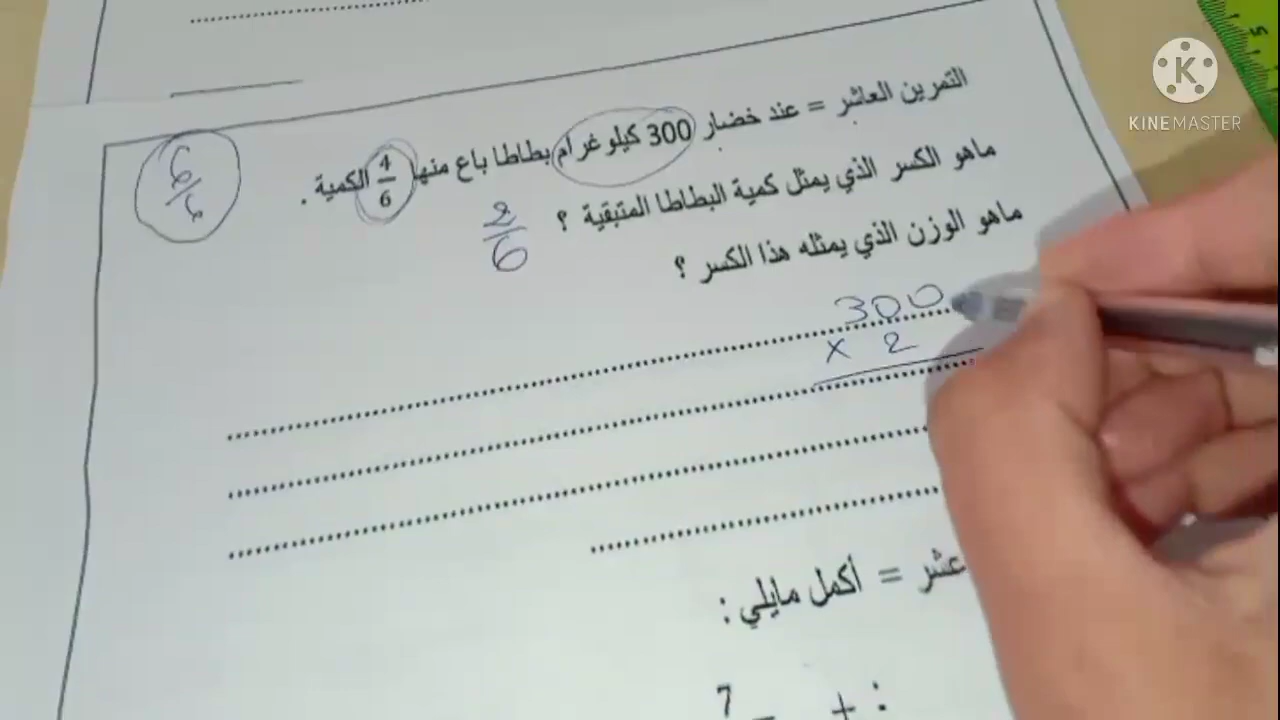 التمرين العاشر = عند خضار 300 كيلو غرام بطاطا باع منها 4/6 الكمية .
6/6
ماهو الكسر الذي يمثل كمية البطاطا المتبقية ؟ 2/6
ماهو الوزن الذي يمثله هذا الكسر ؟
300
x 2
عشر = أكمل مايلي :
7
+ :
KINEMASTER